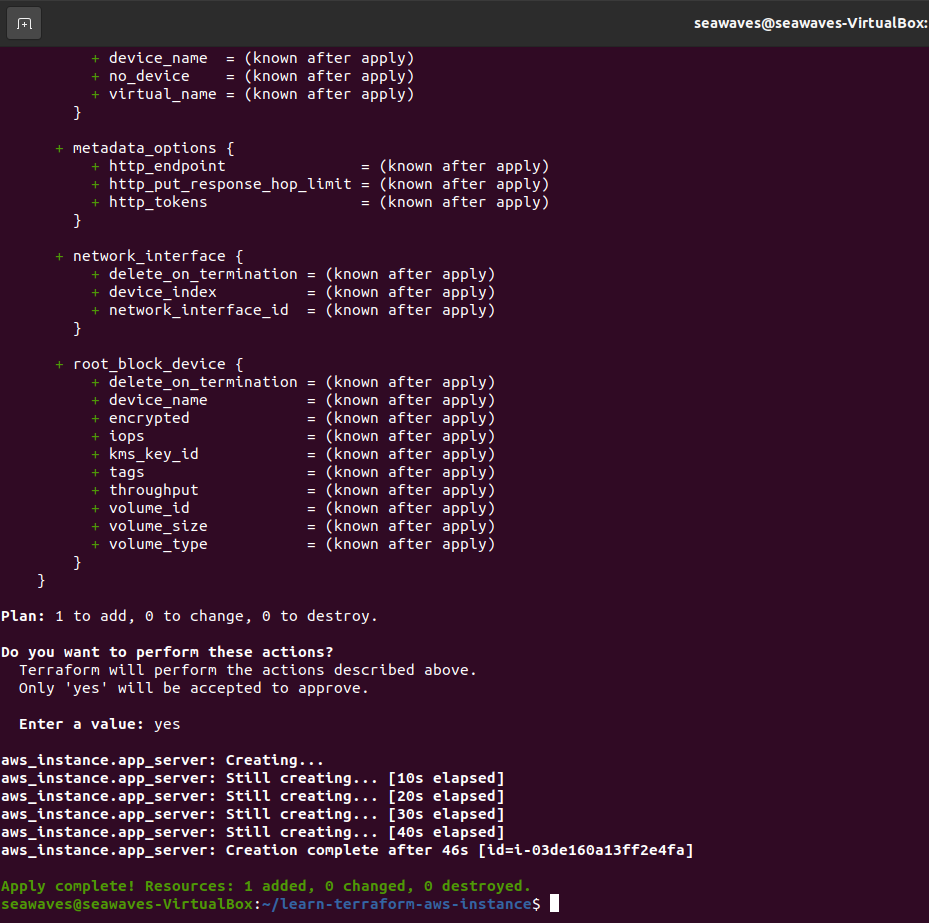 seawaves@seawaves-VirtualBox:
+ device_name  = (known after apply)
+ no_device    = (known after apply)
+ virtual_name = (known after apply)
}
+ metadata_options {
+ http_endpoint               = (known after apply)
+ http_put_response_hop_limit = (known after apply)
+ http_tokens                 = (known after apply)
}
+ network_interface {
+ delete_on_termination = (known after apply)
+ device_index          = (known after apply)
+ network_interface_id  = (known after apply)
}
+ root_block_device {
+ delete_on_termination = (known after apply)
+ device_name           = (known after apply)
+ encrypted             = (known after apply)
+ iops                  = (known after apply)
+ kms_key_id            = (known after apply)
+ tags                  = (known after apply)
+ throughput            = (known after apply)
+ volume_id             = (known after apply)
+ volume_size           = (known after apply)
+ volume_type           = (known after apply)
}
}
Plan: 1 to add, 0 to change, 0 to destroy.
Do you want to perform these actions?
Terraform will perform the actions described above.
Only 'yes' will be accepted to approve.
Enter a value: yes
aws_instance.app_server: Creating...
aws_instance.app_server: Still creating... [10s elapsed]
aws_instance.app_server: Still creating... [20s elapsed]
aws_instance.app_server: Still creating... [30s elapsed]
aws_instance.app_server: Still creating... [40s elapsed]
aws_instance.app_server: Creation complete after 46s [id=i-03de160a13ff2e4fa]
Apply complete! Resources: 1 added, 0 changed, 0 destroyed.
seawaves@seawaves-VirtualBox:~/learn-terraform-aws-instance$